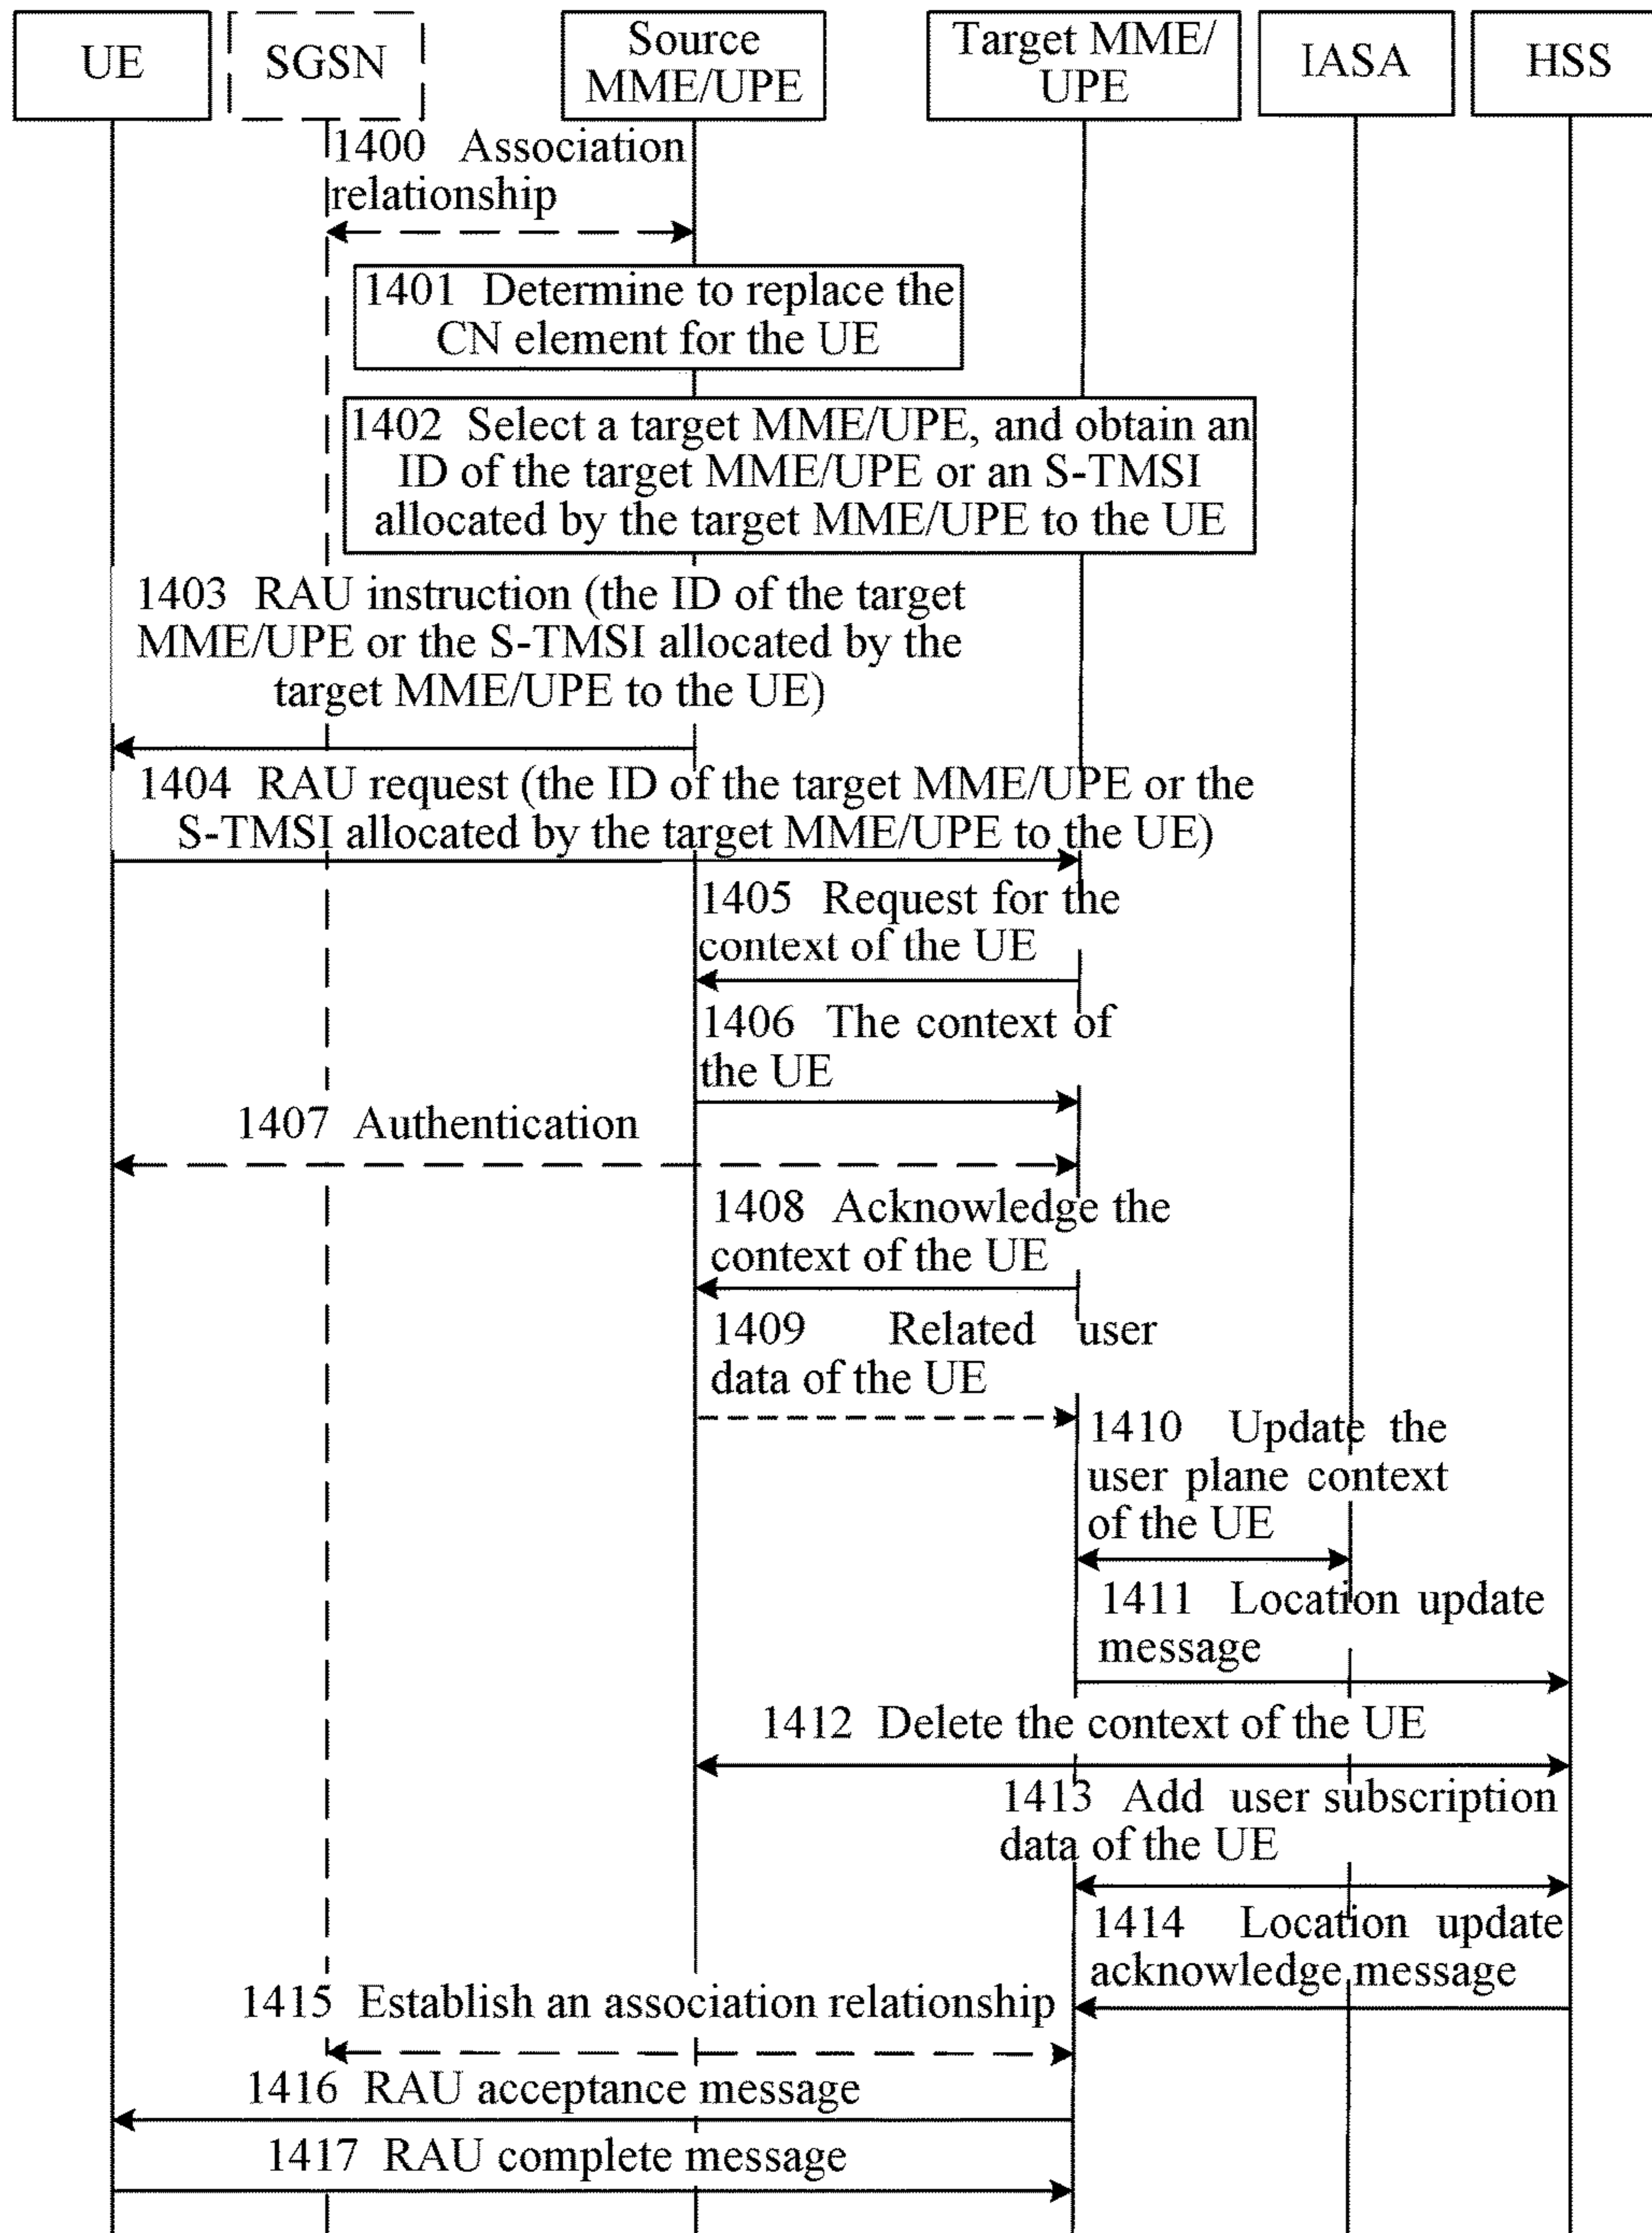 UE
SGSN
Source
MME/UPE
Target MME/
UPE
IASA
HSS
1400 Association
relationship
1401 Determine to replace the
CN element for the UE
1402 Select a target MME/UPE, and obtain an
ID of the target MME/UPE or an S-TMSI
allocated by the target MME/UPE to the UE
1403 RAU instruction (the ID of the target
MME/UPE or the S-TMSI allocated by the
target MME/UPE to the UE)
1404 RAU request (the ID of the target MME/UPE or the
S-TMSI allocated by the target MME/UPE to the UE)
1405 Request for the
context of the UE
1406 The context of
the UE
1407 Authentication
1408 Acknowledge the
context of the UE
1409 Related user
data of the UE
1410 Update the
user plane context
of the UE
1411 Location update
message
1412 Delete the context of the UE
1413 Add user subscription
data of the UE
1414 Location update
acknowledge message
1415 Establish an association relationship
1416 RAU acceptance message
1417 RAU complete message